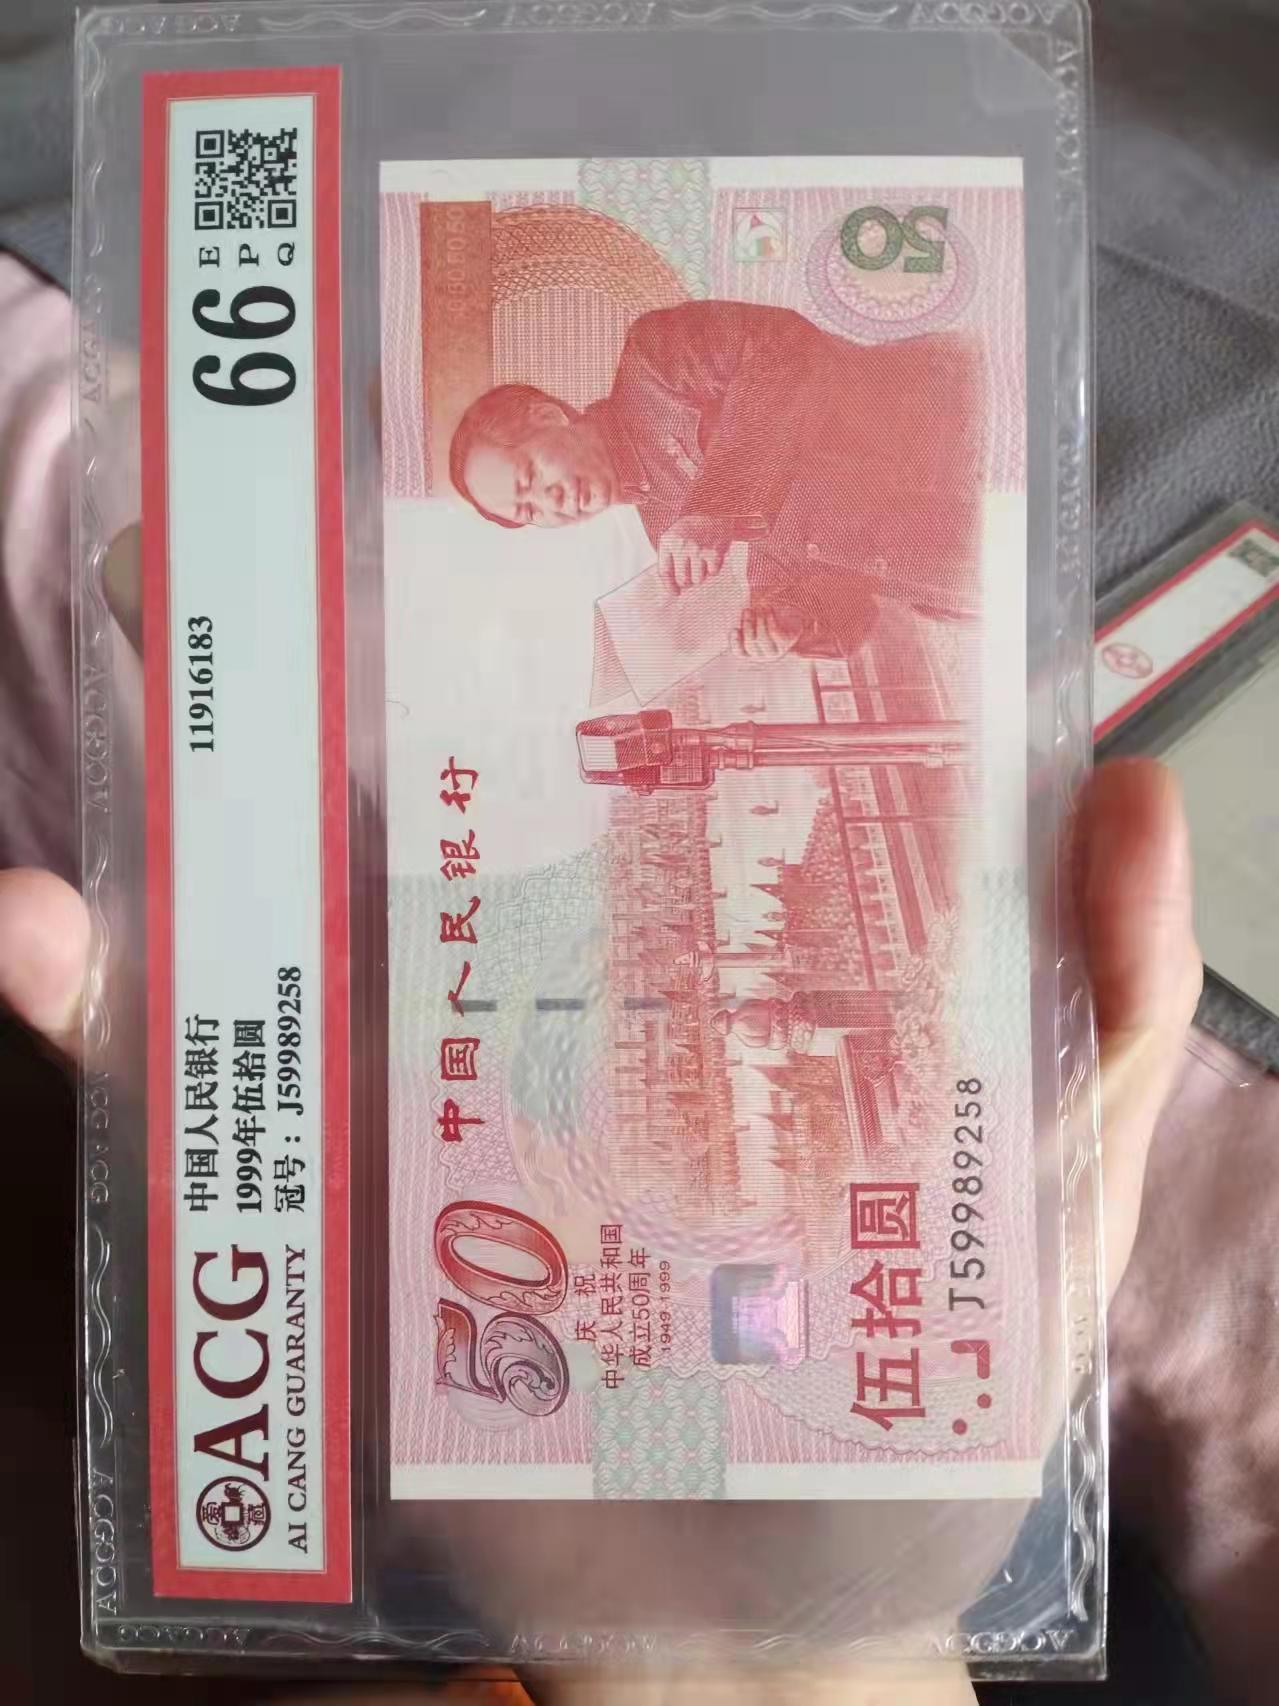 ACG
AI CANG GUARANTY
爱藏
中国人民银行
1999年伍拾圆
冠号：J59989258
11916183
66
E
P
Q
中国人民银行
50
50
庆祝
中华人民共和国
成立50周年
1949-1999
伍拾圆
J59989258